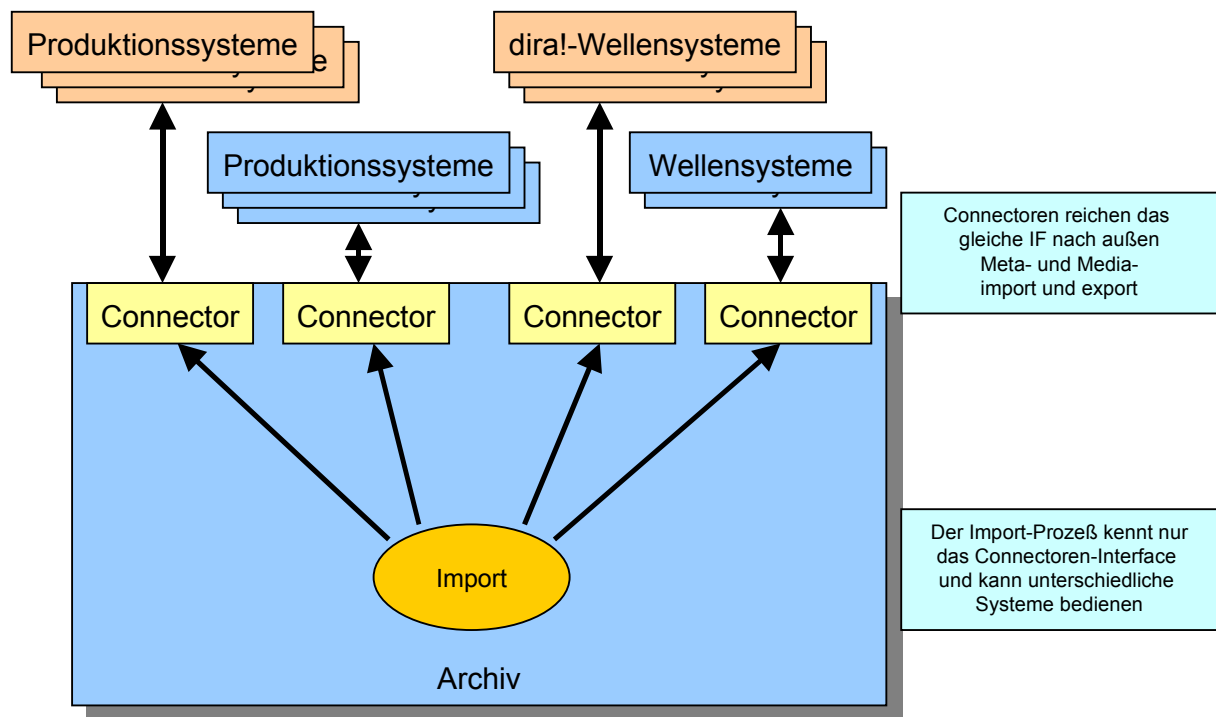 Produktionssysteme
dira!-Wellensysteme
Produktionssysteme
Wellensysteme
Connectoren reichen das
gleiche IF nach außen
Meta- und Media-
import und export
Connector
Connector
Connector
Connector
Der Import-Prozeß kennt nur
das Connectoren-Interface
und kann unterschiedliche
Systeme bedienen
Import
Archiv